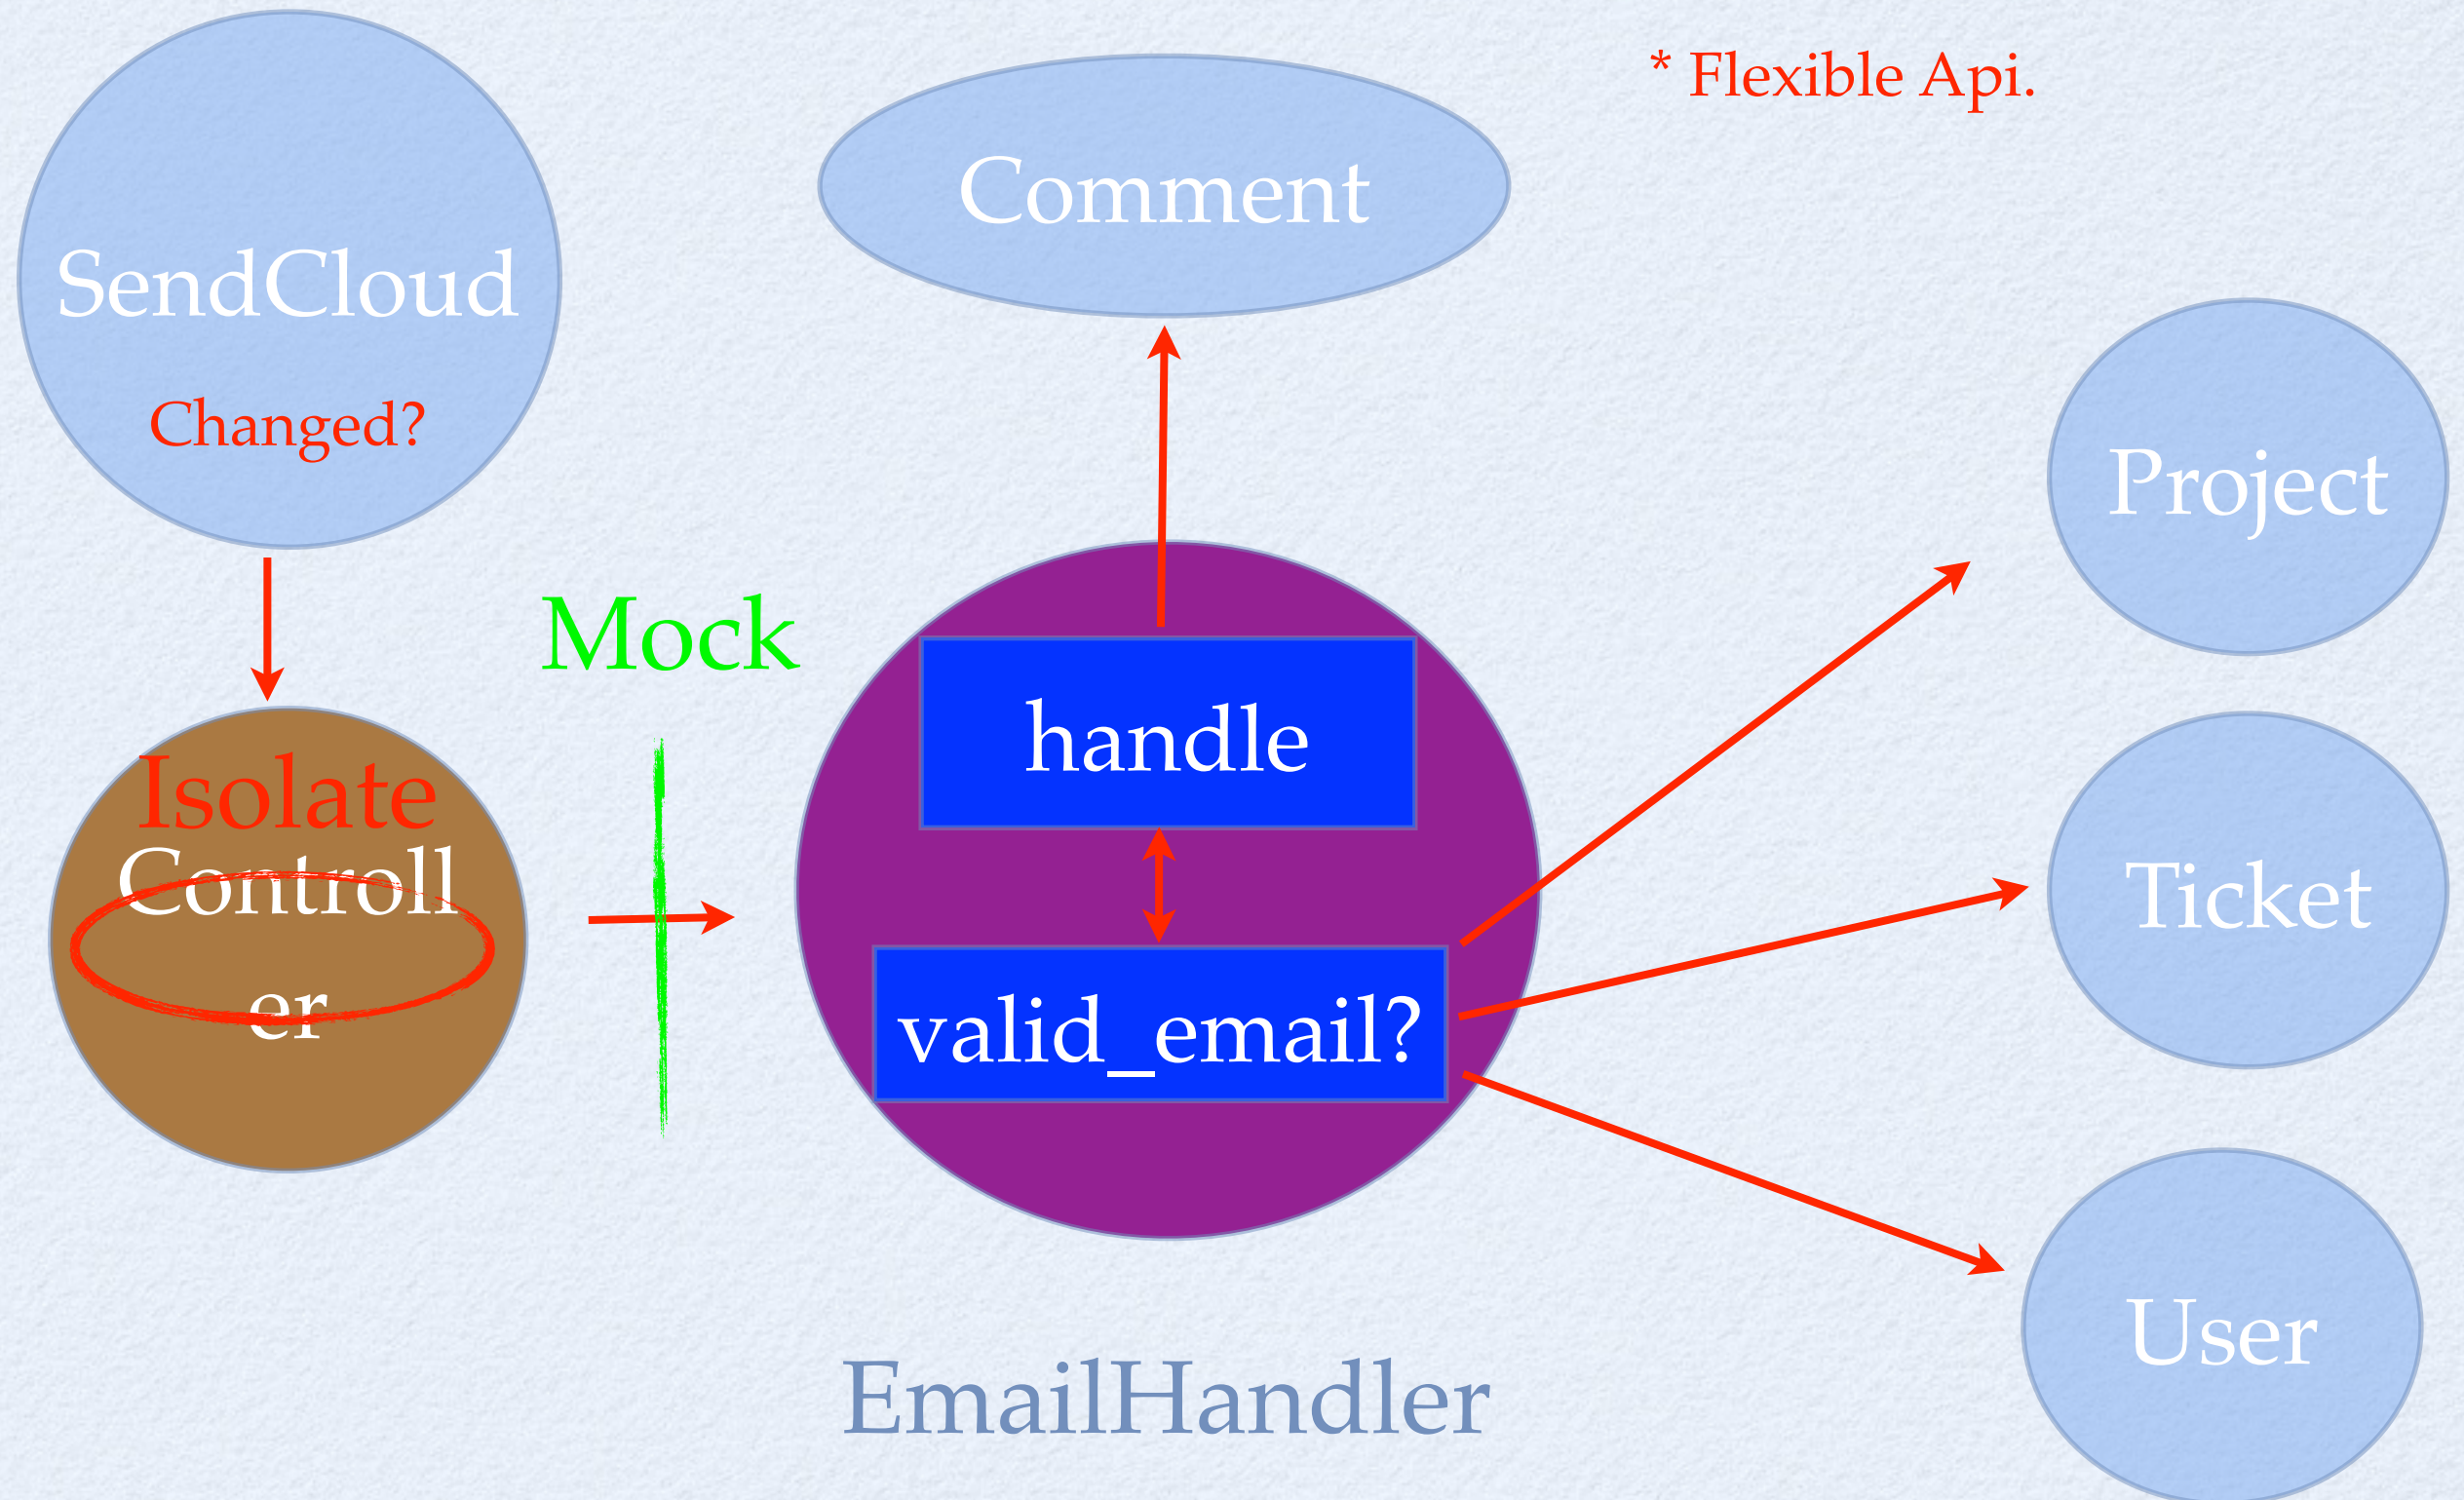 * Flexible Api.
Comment
SendCloud
Changed?
Project
Mock
handle
Isolate
Controll
er
Ticket
valid_email?
User
EmailHandler